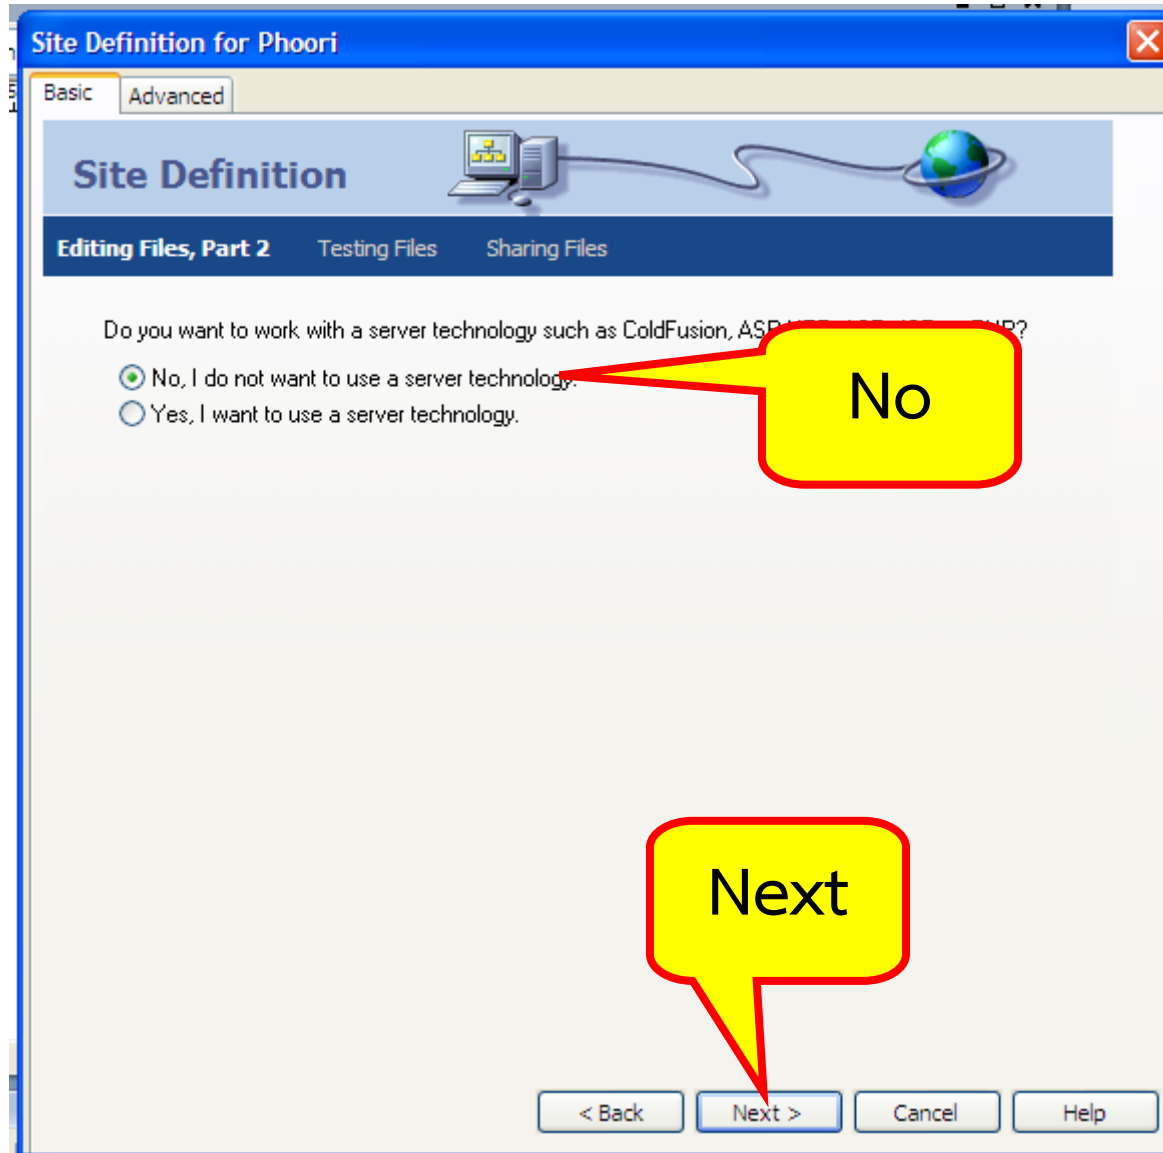 Site Definition for Phoori
Basic Advanced
Site Definition
Editing Files, Part 2 Testing Files Sharing Files
Do you want to work with a server technology such as ColdFusion, PHP?
No, I do not want to use a server technology.
Yes, I want to use a server technology.
No
Next
< Back Next > Cancel Help